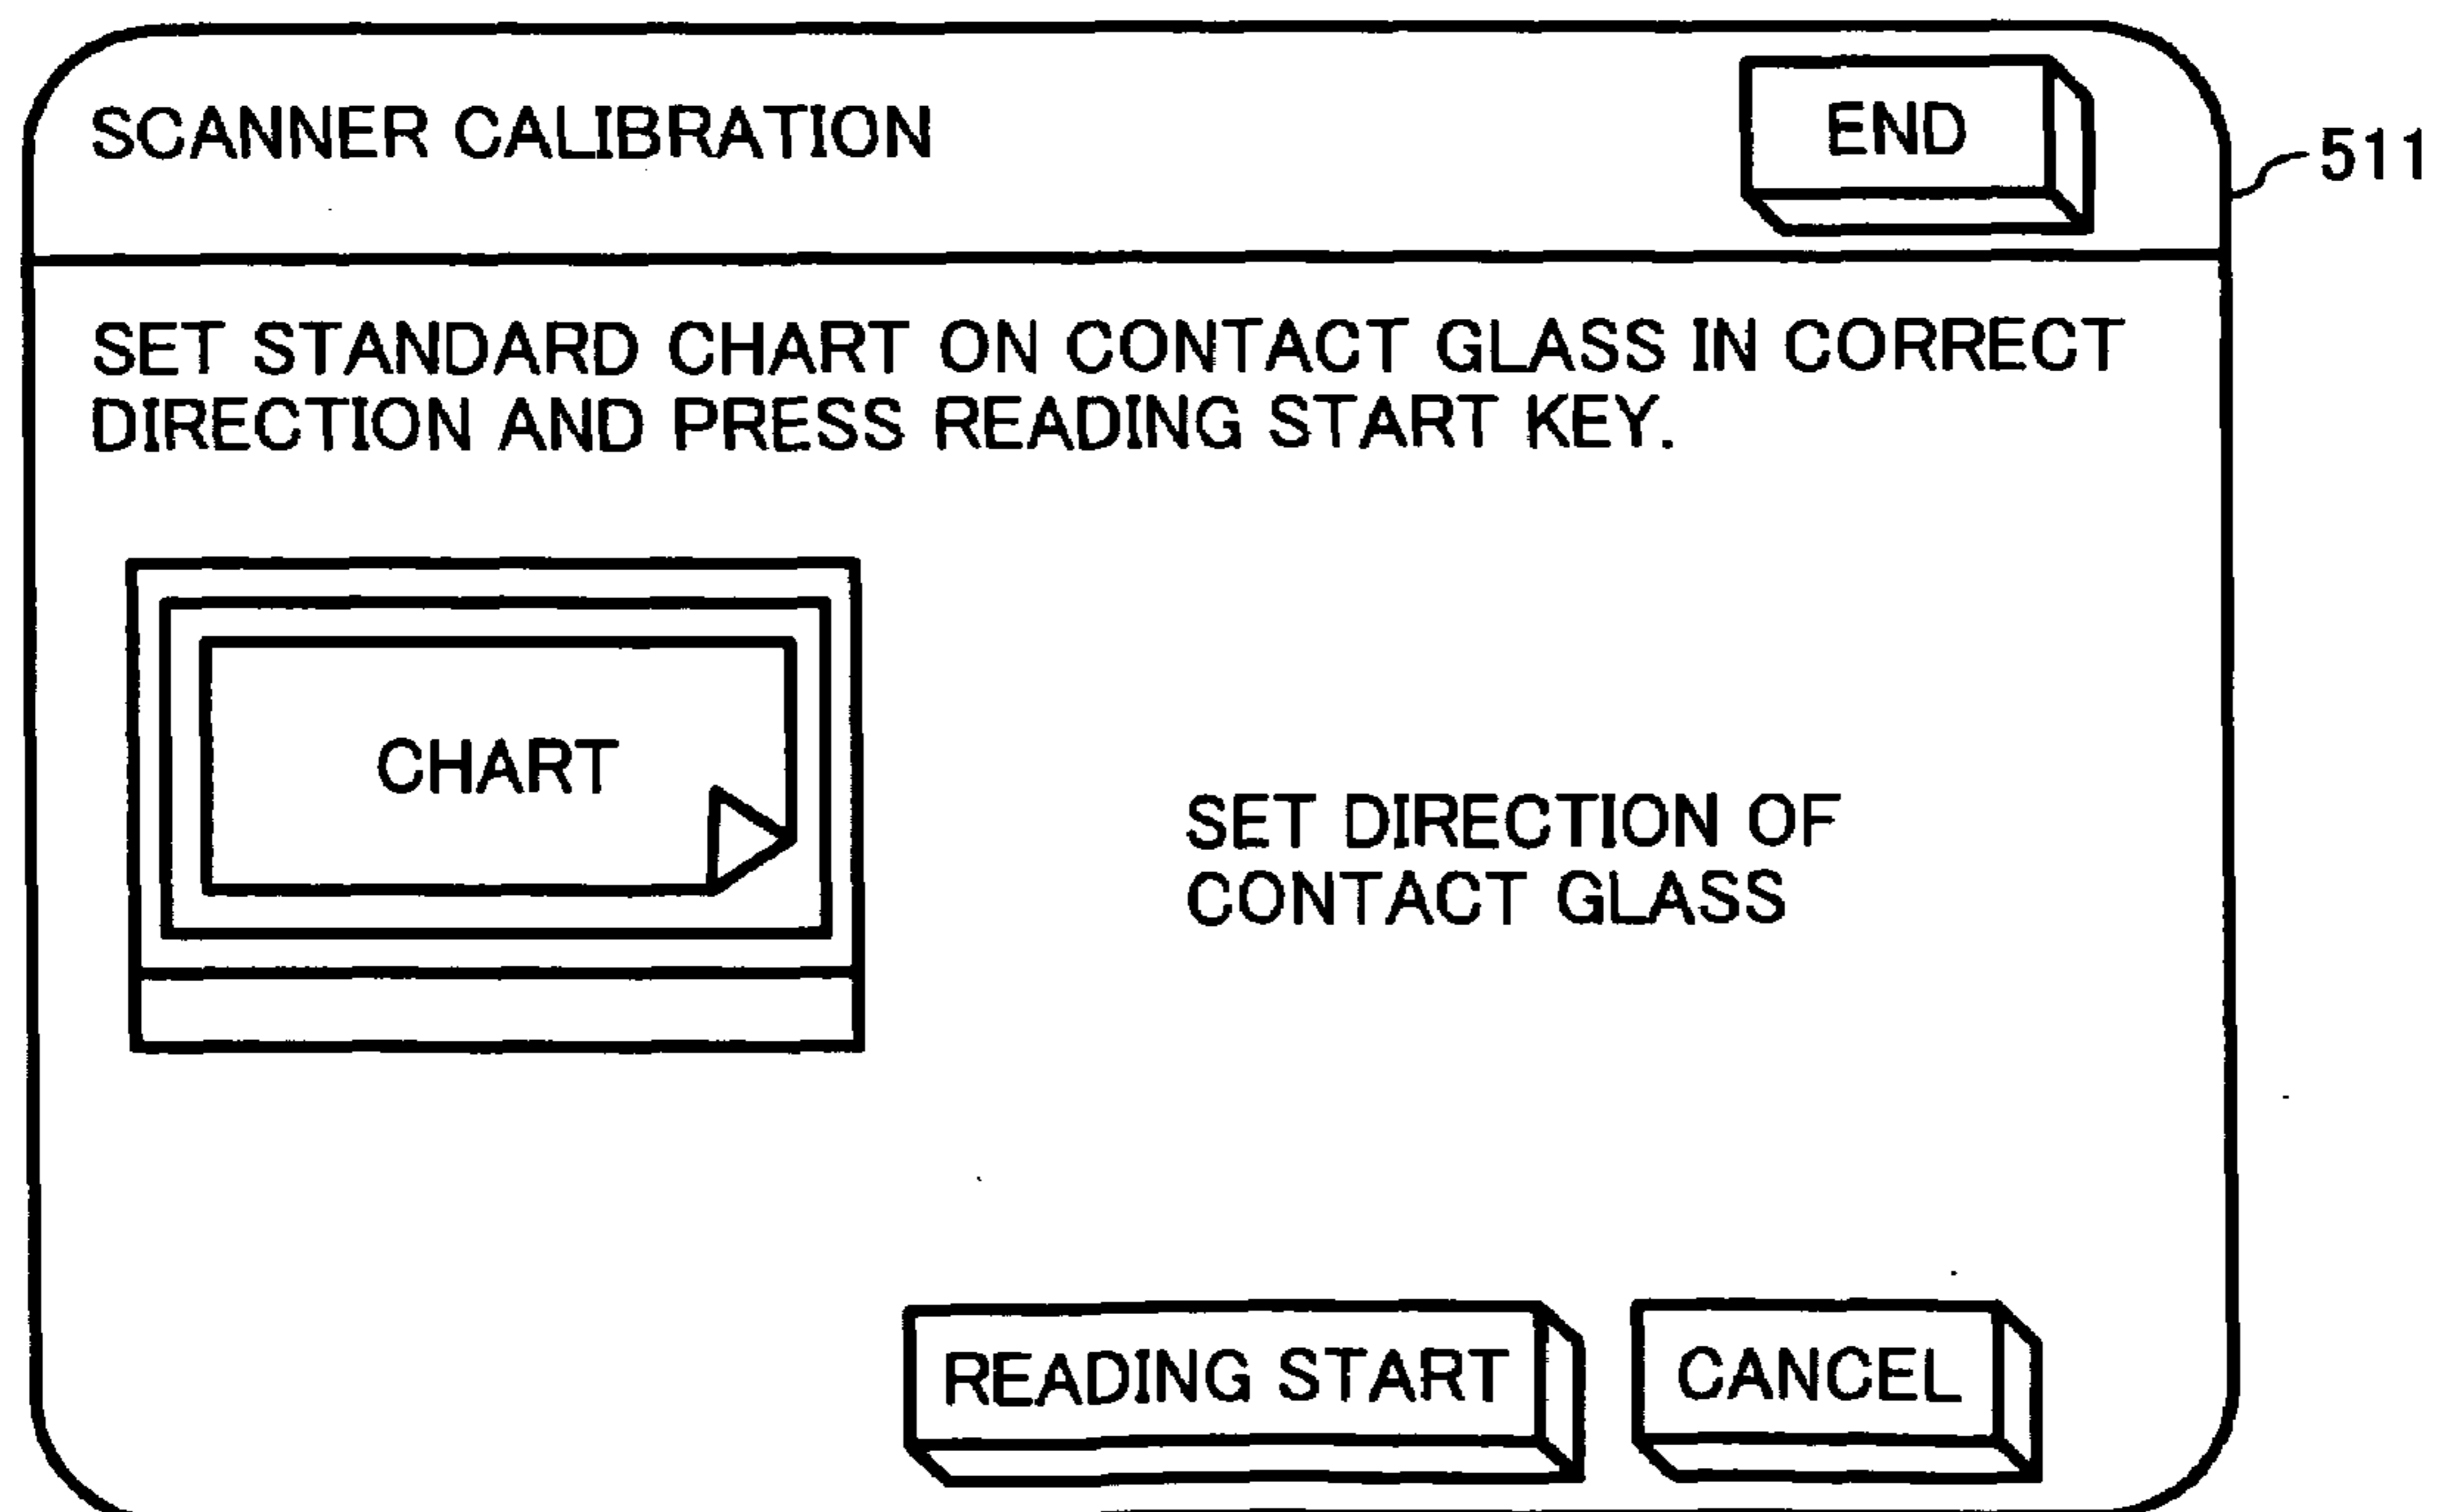 SCANNER CALIBRATION
END
511
SET STANDARD CHART ON CONTACT GLASS IN CORRECT
DIRECTION AND PRESS READING START KEY.
CHART
SET DIRECTION OF
CONTACT GLASS
READING START
CANCEL